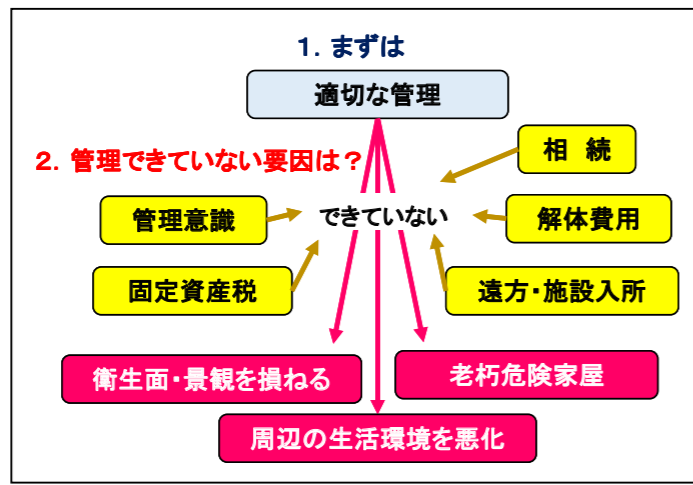 1．まずは
適切な管理
2．管理できていない要因は？
相　続
管理意識
できていない
解体費用
固定資産税
遠方・施設入所
衛生面・景観を損ねる
老朽危険家屋
周辺の生活環境を悪化